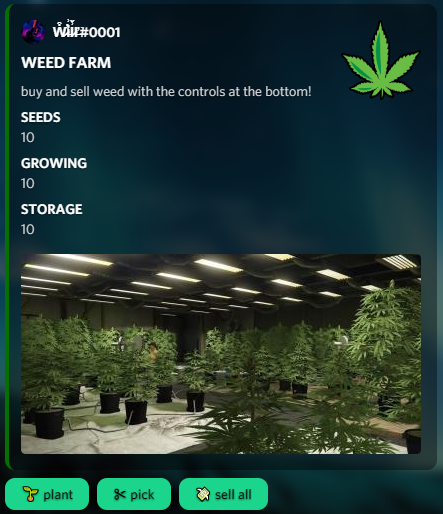 Will#0001
WEED FARM
buy and sell weed with the controls at the bottom!
SEEDS
10
GROWING
10
STORAGE
10
plant
pick
sell all